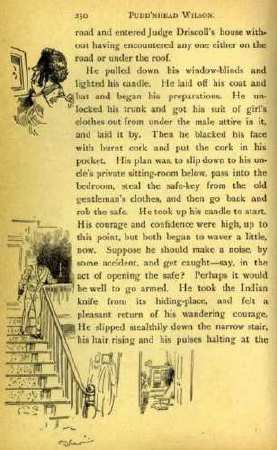 250 PUDD'NHEAD WILSON.
road and entered Judge Driscoll's house with-
out having encountered any one either on the
road or under the roof.
He pulled down his window-blinds and
lighted his candle. He laid off his coat and
hat and began his preparations. He un-
locked his trunk and got his suit of girl's
clothes out from under the male attire in it,
and laid it by. Then he blacked his face
with burnt cork and put the cork in his
pocket. His plan was, to slip down to his un-
cle's private sitting-room below, pass into the
bedroom, steal the safe-key from the old
gentleman's clothes, and then go back and
rob the safe. He took up his candle to start.
His courage and confidence were high, up to
this point, but both began to waver a little,
now. Suppose he should make a noise, by
some accident, and get caught—say, in the
act of opening the safe? Perhaps it would
be well to go armed. He took the Indian
knife from its hiding-place, and felt a
pleasant return of his wandering courage.
He slipped stealthily down the narrow stair,
his hair rising and his pulses halting at the